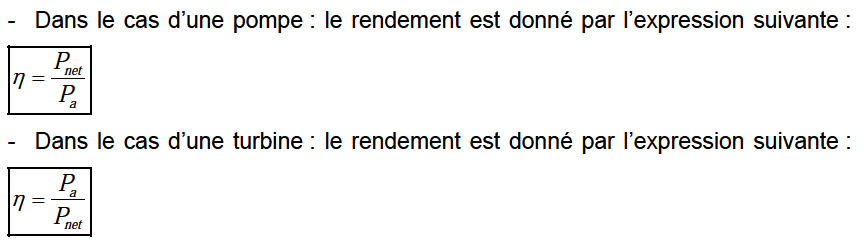 - Dans le cas d'une pompe : le rendement est donné par l'expression suivante :
η = P_net / P_a
- Dans le cas d'une turbine : le rendement est donné par l'expression suivante :
η = P_a / P_net